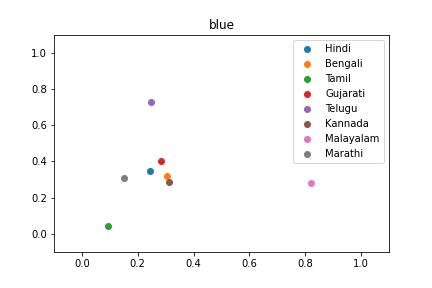 blue
1.0
0.8
0.6
0.4
0.2
0.0
0.0 0.2 0.4 0.6 0.8 1.0
Hindi
Bengali
Tamil
Gujarati
Telugu
Kannada
Malayalam
Marathi